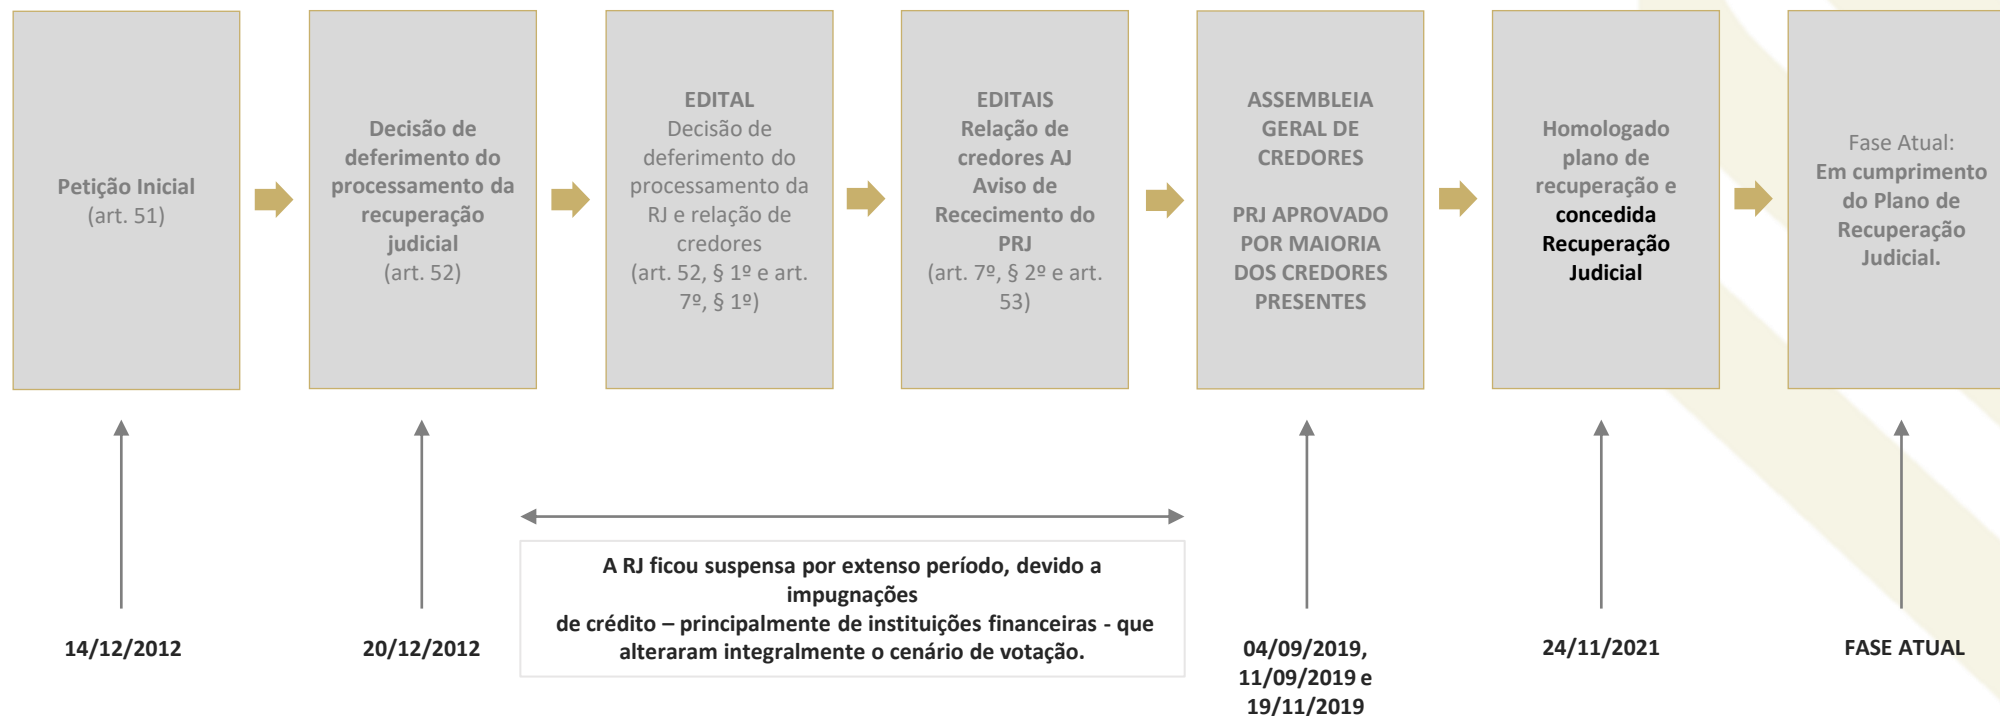 Petição Inicial
(art. 51)
Decisão de
deferimento do
processamento da
recuperação
judicial
(art. 52)
EDITAL
Decisão de
deferimento do
processamento da
RJ e relação de
credores
(art. 52, § 1º e art.
7º, § 1º)
EDITAIS
Relação de
credores AJ
Aviso de
Rececimento do
PRJ
(art. 7º, § 2º e art.
53)
ASSEMBLEIA
GERAL DE
CREDORES
PRJ APROVADO
POR MAIORIA
DOS CREDORES
PRESENTES
Homologado
plano de
recuperação e
concedida
Recuperação
Judicial
Fase Atual:
Em cumprimento
do Plano de
Recuperação
Judicial.
A RJ ficou suspensa por extenso período, devido a
impugnações
de crédito – principalmente de instituições financeiras - que
alteraram integralmente o cenário de votação.
14/12/2012
20/12/2012
04/09/2019,
11/09/2019 e
19/11/2019
24/11/2021
FASE ATUAL